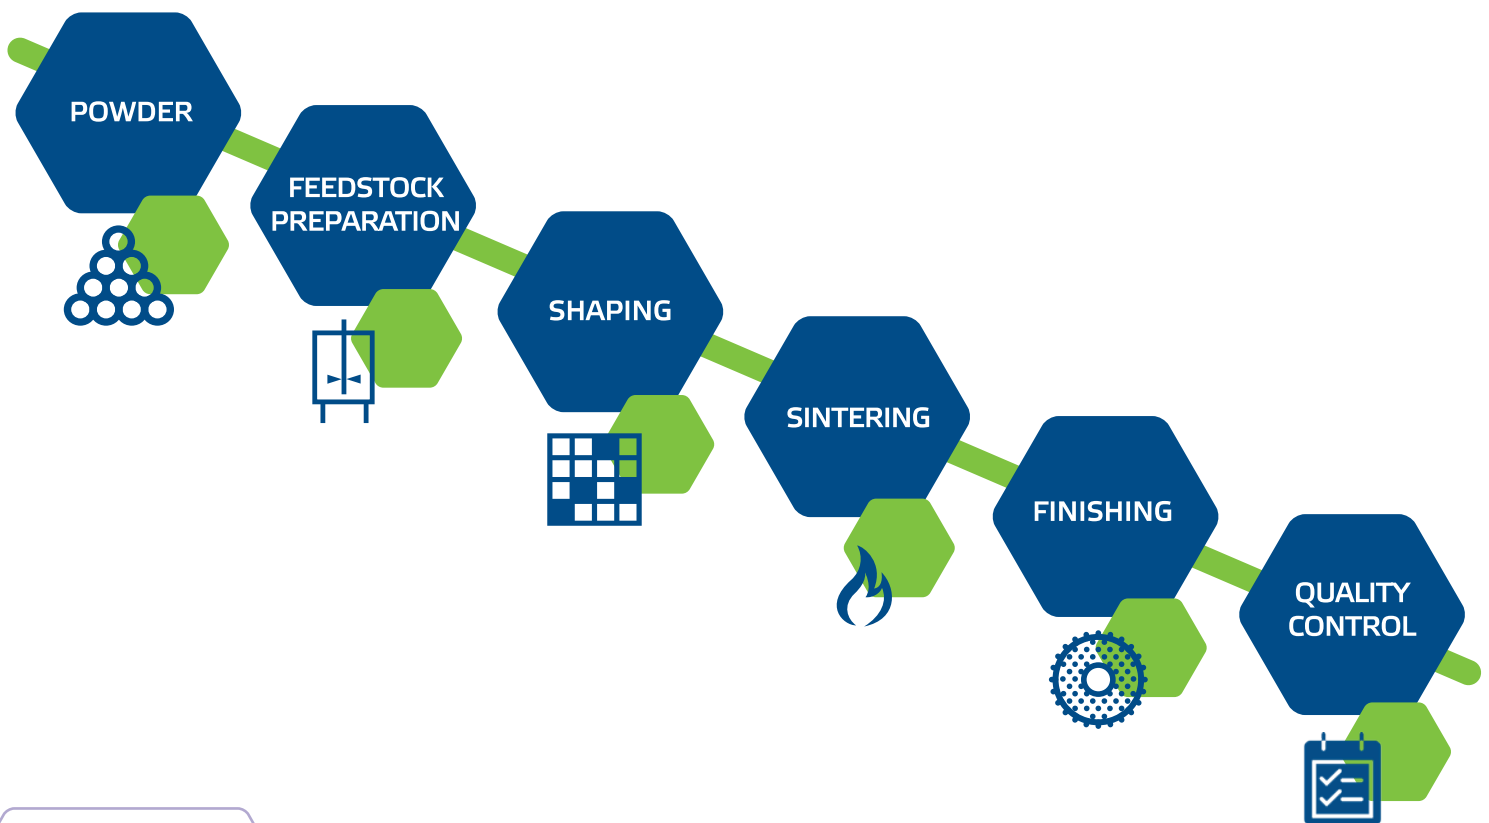 POWDER
FEEDSTOCK
PREPARATION
SHAPING
SINTERING
FINISHING
QUALITY
CONTROL